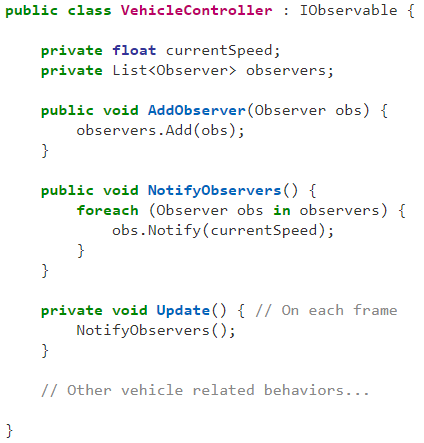 public class VehicleController : IObservable {
    private float currentSpeed;
    private List<Observer> observers;
    public void AddObserver(Observer obs) {
        observers.Add(obs);
    }
    public void NotifyObservers() {
        foreach (Observer obs in observers) {
            obs.Notify(currentSpeed);
        }
    }
    private void Update() { // On each frame
        NotifyObservers();
    }
    // Other vehicle related behaviors...
}